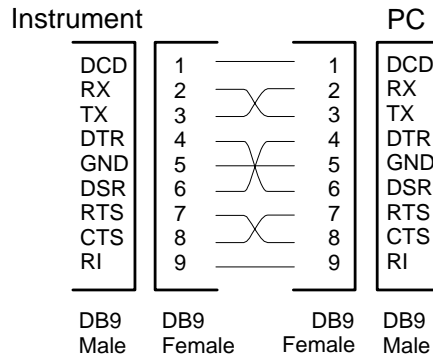 Instrument PC
DCD 1 1 DCD
RX 2 2 RX
TX 3 3 TX
DTR 4 4 DTR
GND 5 5 GND
DSR 6 6 DSR
RTS 7 7 RTS
CTS 8 8 CTS
RI 9 9 RI
DB9 DB9 DB9 DB9
Male Female Female Male